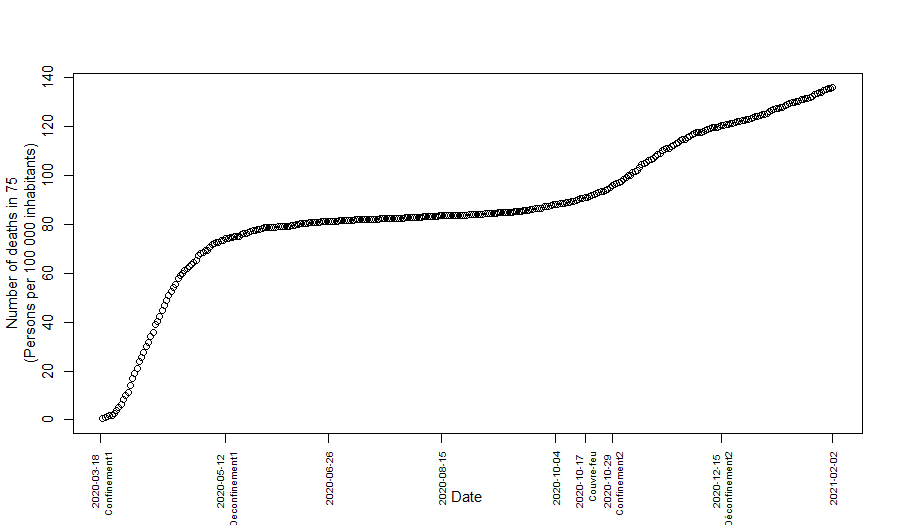 Number of deaths in 75
(Persons per 100 000 inhabitants)
140
120
100
80
60
40
20
0
2020-03-18
Confinement1
2020-05-12
Deconfinement1
2020-06-26
2020-08-15
2020-10-04
2020-10-17
Couvre-feu
2020-10-29
Confinement2
2020-12-15
Déconfinement2
2021-02-02
Date